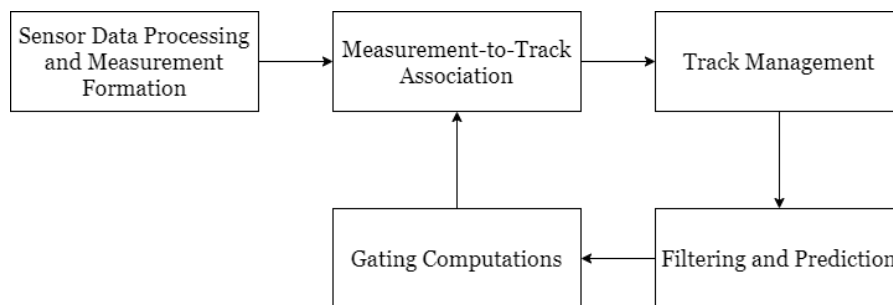 Sensor Data Processing
and Measurement
Formation
Measurement-to-Track
Association
Track Management
Gating Computations
Filtering and Prediction